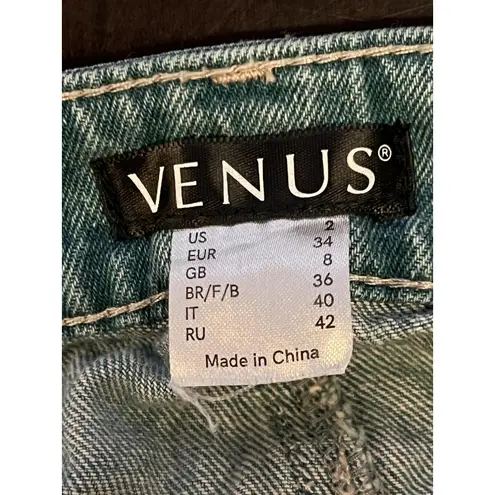 VENUS®
US 2
EUR 34
GB 8
BR/F/B 36
IT 40
RU 42
Made in China